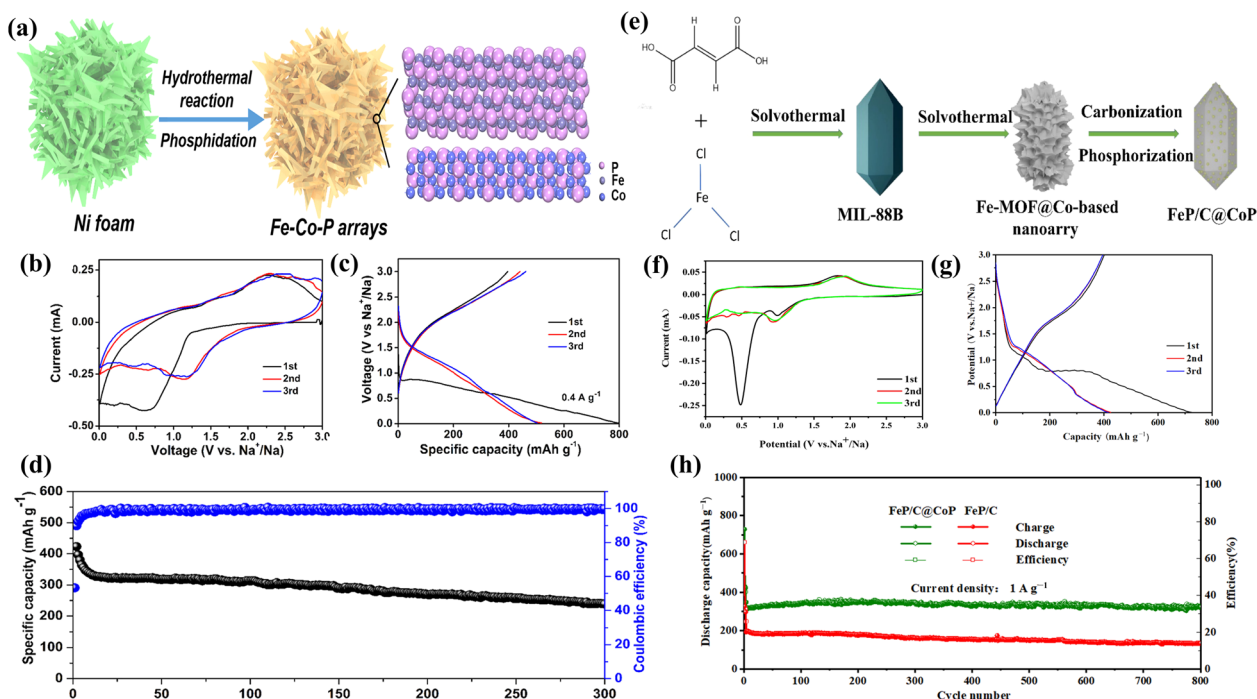 (a)
Hydrothermal
reaction
Phosphidation
Ni foam
Fe-Co-P arrays
P
Fe
Co
(e)
H
O
HO
OH
O
H
+
Cl
Fe
Cl
Cl
Solvothermal
MIL-88B
Solvothermal
Fe-MOF@Co-based
nanoarry
Carbonization
Phosphorization
FeP/C@CoP
(b)
Current (mA)
0.25
0.00
-0.25
-0.50
0.0 0.5 1.0 1.5 2.0 2.5 3.0
Voltage (V vs. Na⁺/Na)
1st
2nd
3rd
(c)
Voltage (V vs Na⁺/Na)
3.0
2.5
2.0
1.5
1.0
0.5
0.0
0 200 400 600 800
Specific capacity (mAh g⁻¹)
1st
2nd
3rd
0.4 A g⁻¹
(f)
Current (mA)
0.10
0.05
0.00
-0.05
-0.10
-0.15
-0.20
-0.25
0.0 0.5 1.0 1.5 2.0 2.5 3.0
Potential (V vs.Na⁺/Na)
1st
2nd
3rd
(g)
Potential (V vs.Na+/Na)
3.0
2.5
2.0
1.5
1.0
0.5
0.0
0 200 400 600 800
Capacity (mAh g⁻¹)
1st
2nd
3rd
(d)
Specific capacity (mAh g⁻¹)
600
500
400
300
200
100
0
0 50 100 150 200 250 300
Coulombic efficiency (%)
100
80
60
40
20
0
(h)
Discharge capacity(mAh g⁻¹)
1000
800
600
400
200
0
0 100 200 300 400 500 600 700 800
Cycle number
Efficiency(%)
100
80
60
40
20
0
FeP/C@CoP FeP/C
Charge
Discharge
Efficiency
Current density: 1 A g⁻¹